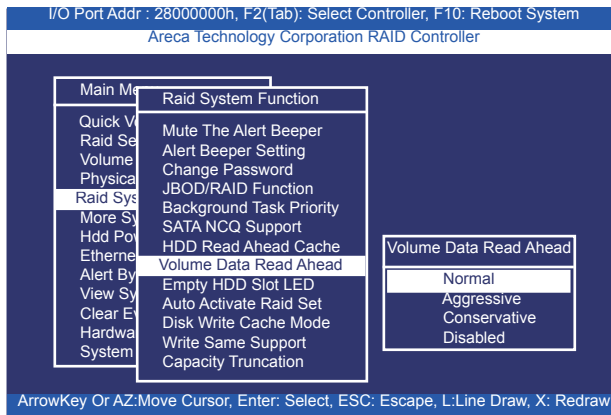 I/O Port Addr : 28000000h, F2(Tab): Select Controller, F10: Reboot System
Areca Technology Corporation RAID Controller
Main Me
Quick Vo
Raid Se
Volume
Physica
Raid Sys
More Sy
Hdd Pow
Etherne
Alert By
View Sy
Clear Ev
Hardwa
System
Raid System Function
Mute The Alert Beeper
Alert Beeper Setting
Change Password
JBOD/RAID Function
Background Task Priority
SATA NCQ Support
HDD Read Ahead Cache
Volume Data Read Ahead
Empty HDD Slot LED
Auto Activate Raid Set
Disk Write Cache Mode
Write Same Support
Capacity Truncation
Volume Data Read Ahead
Normal
Aggressive
Conservative
Disabled
ArrowKey Or AZ:Move Cursor, Enter: Select, ESC: Escape, L:Line Draw, X: Redraw